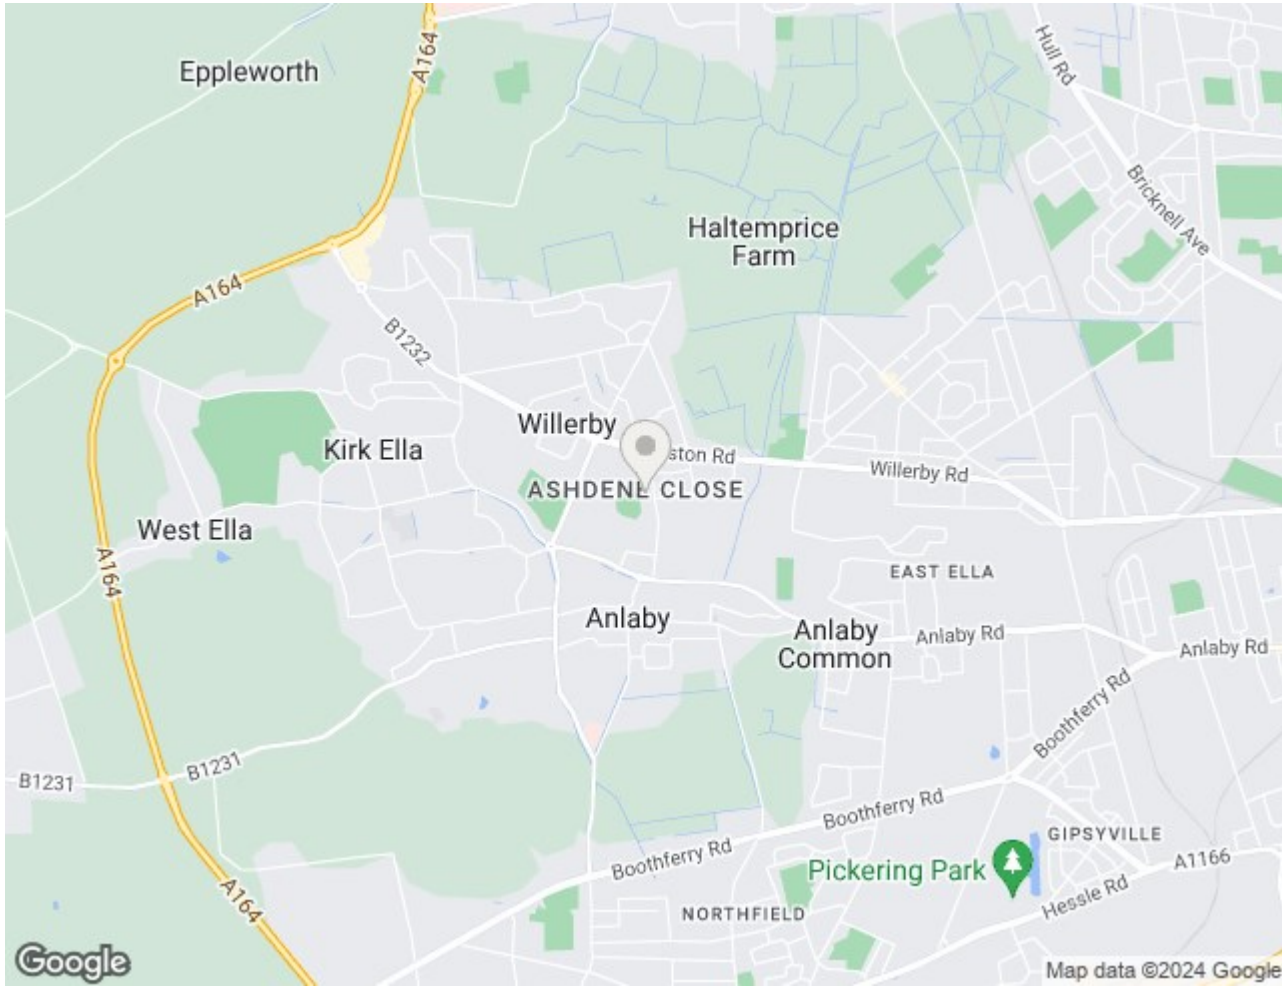 A164
Eppleworth
Hull Rd
Bricknell Ave
Haltemprice
Farm
A164
B1232
Willerby
Kirk Ella
ston Rd
Willerby Rd
ASHDENE CLOSE
West Ella
A164
EAST ELLA
Anlaby
Anlaby
Common
Anlaby Rd
Anlaby Rd
Boothferry Rd
B1231
B1231
Boothferry Rd
Boothferry Rd
GIPSYVILLE
A1166
Pickering Park
Hessle Rd
A164
NORTHFIELD
Google
Map data ©2024 Google